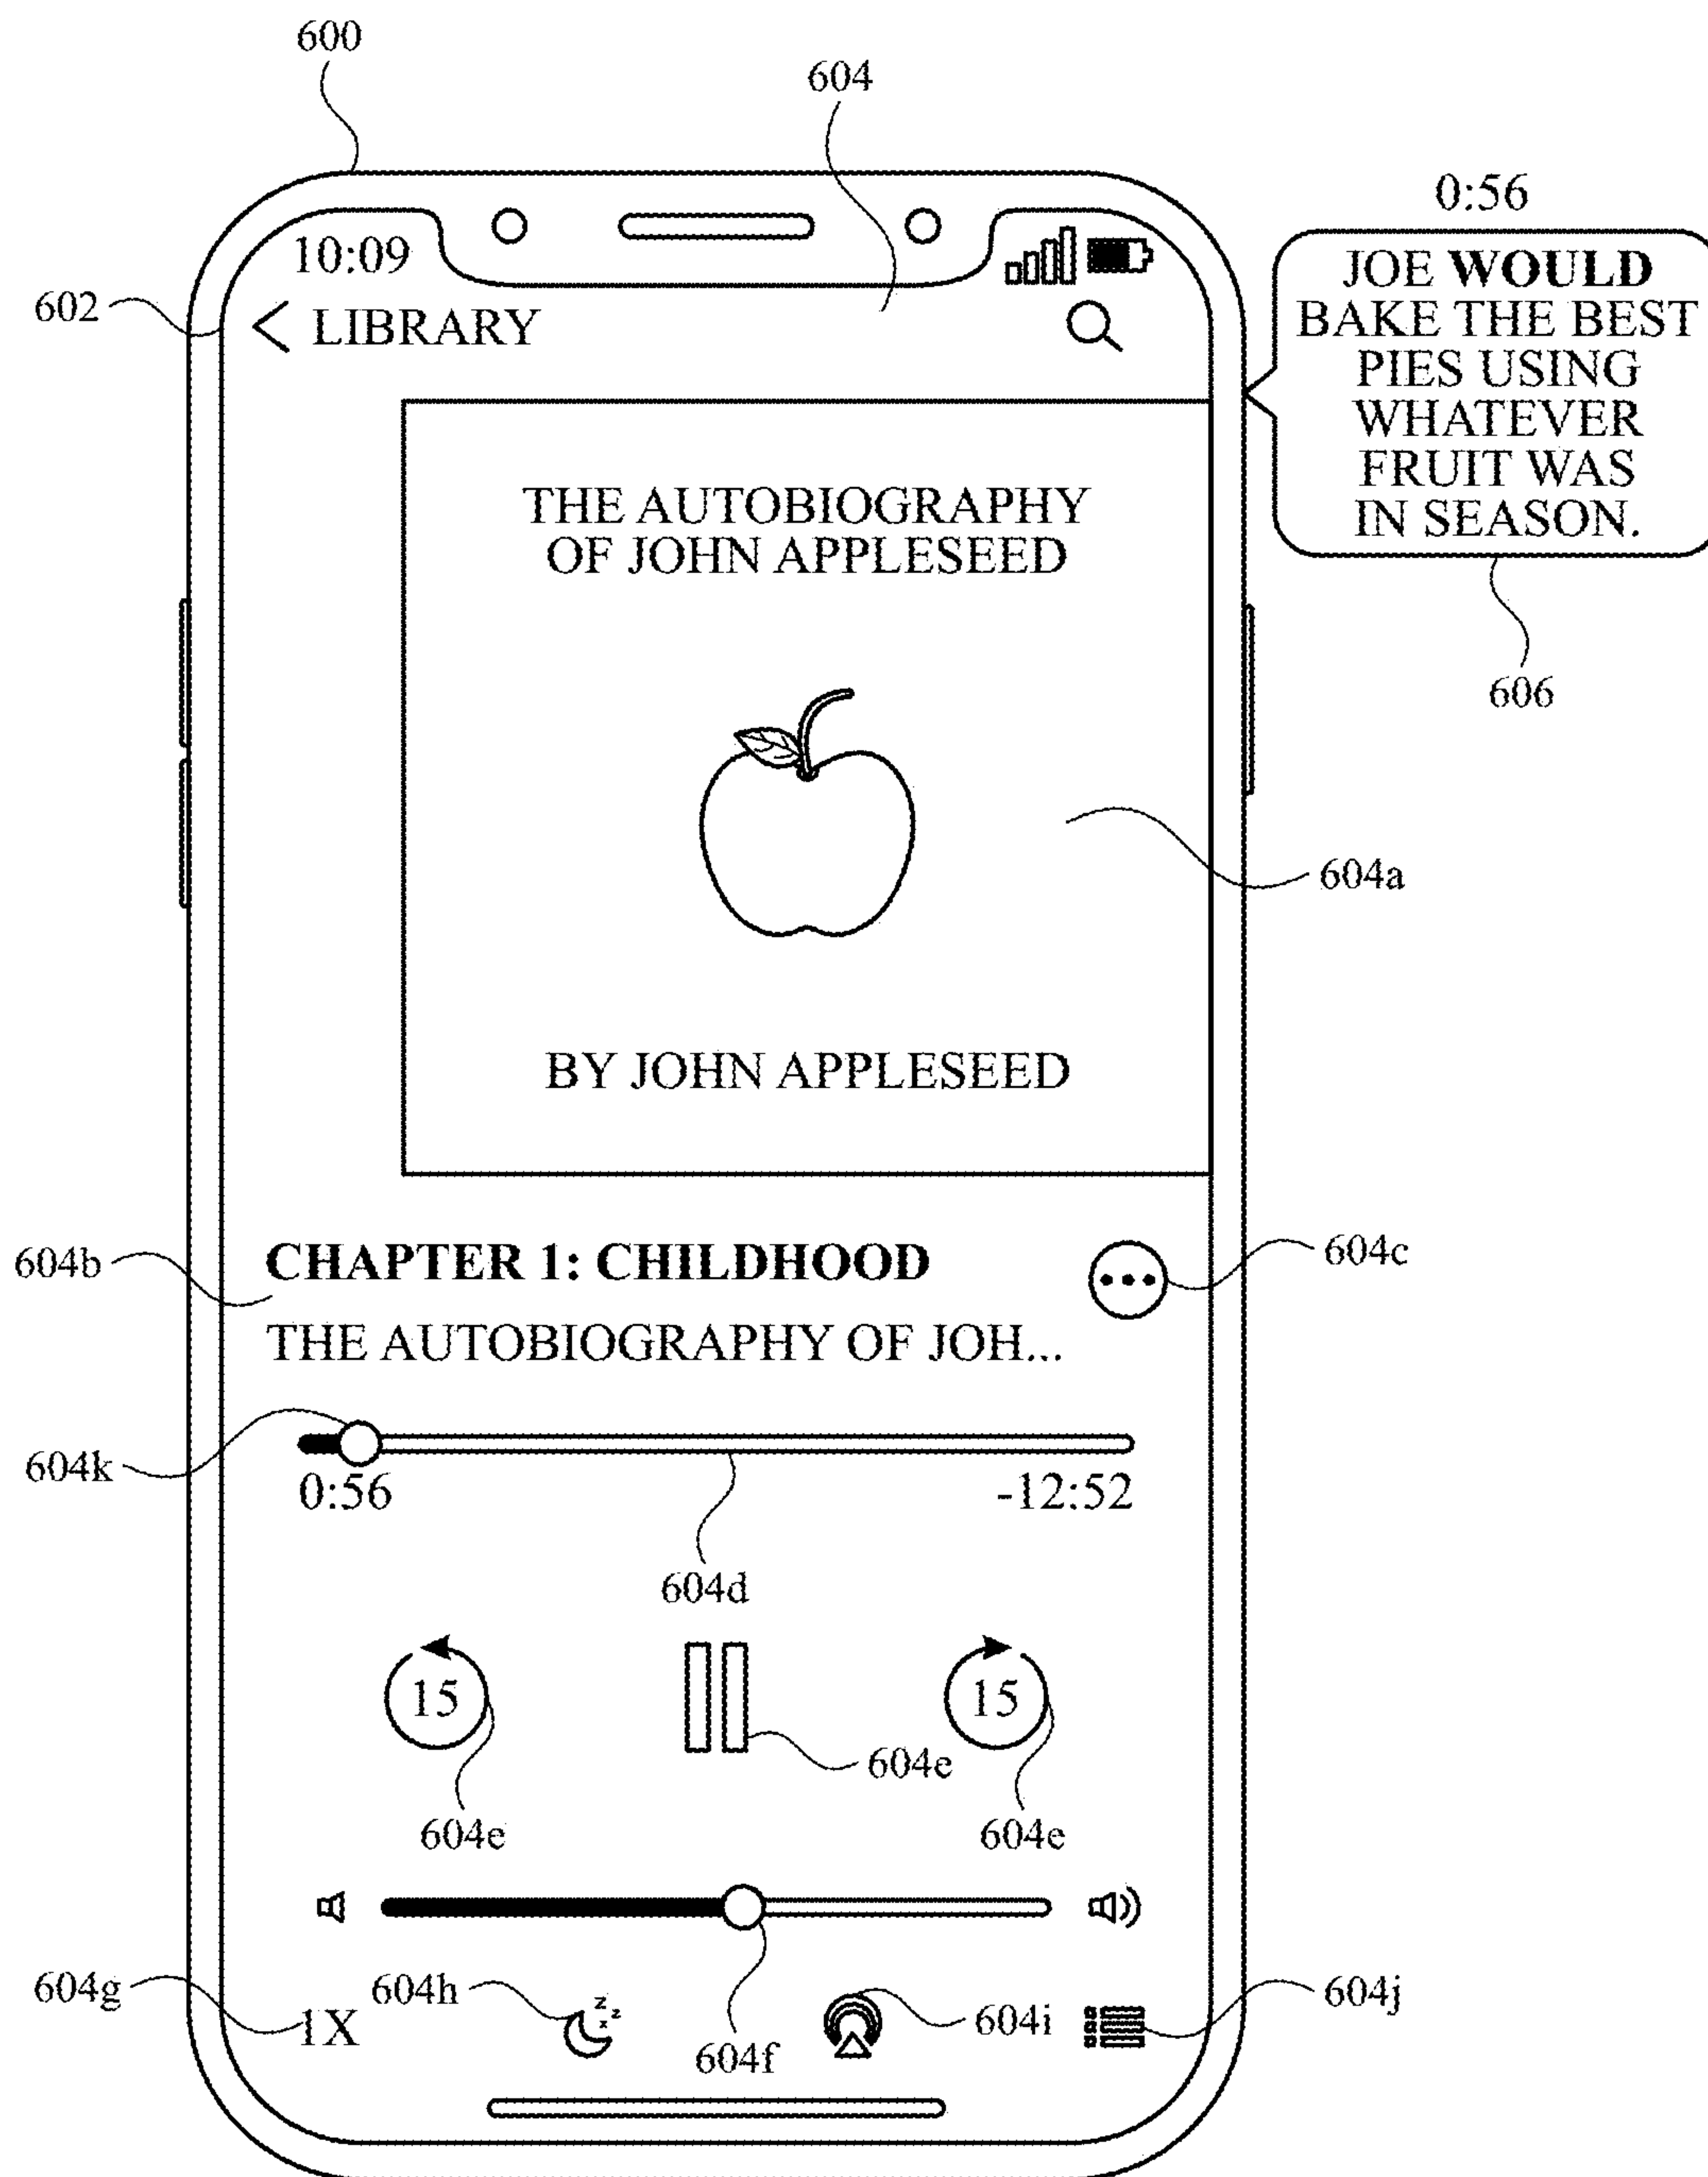 600
604
0:56
10:09
602
LIBRARY
JOE WOULD
BAKE THE BEST
PIES USING
WHATEVER
FRUIT WAS
IN SEASON.
606
THE AUTOBIOGRAPHY
OF JOHN APPLESEED
604a
BY JOHN APPLESEED
604b
CHAPTER 1: CHILDHOOD
604c
THE AUTOBIOGRAPHY OF JOH...
604k
0:56
-12:52
604d
15
15
604e
604e
604e
604g
1X
604h
z z z
604f
604i
604j